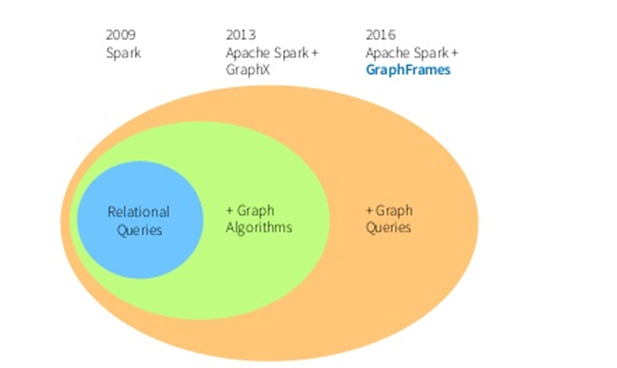 2009
Spark
2013
Apache Spark +
GraphX
2016
Apache Spark +
GraphFrames
Relational
Queries
+ Graph
Algorithms
+ Graph
Queries